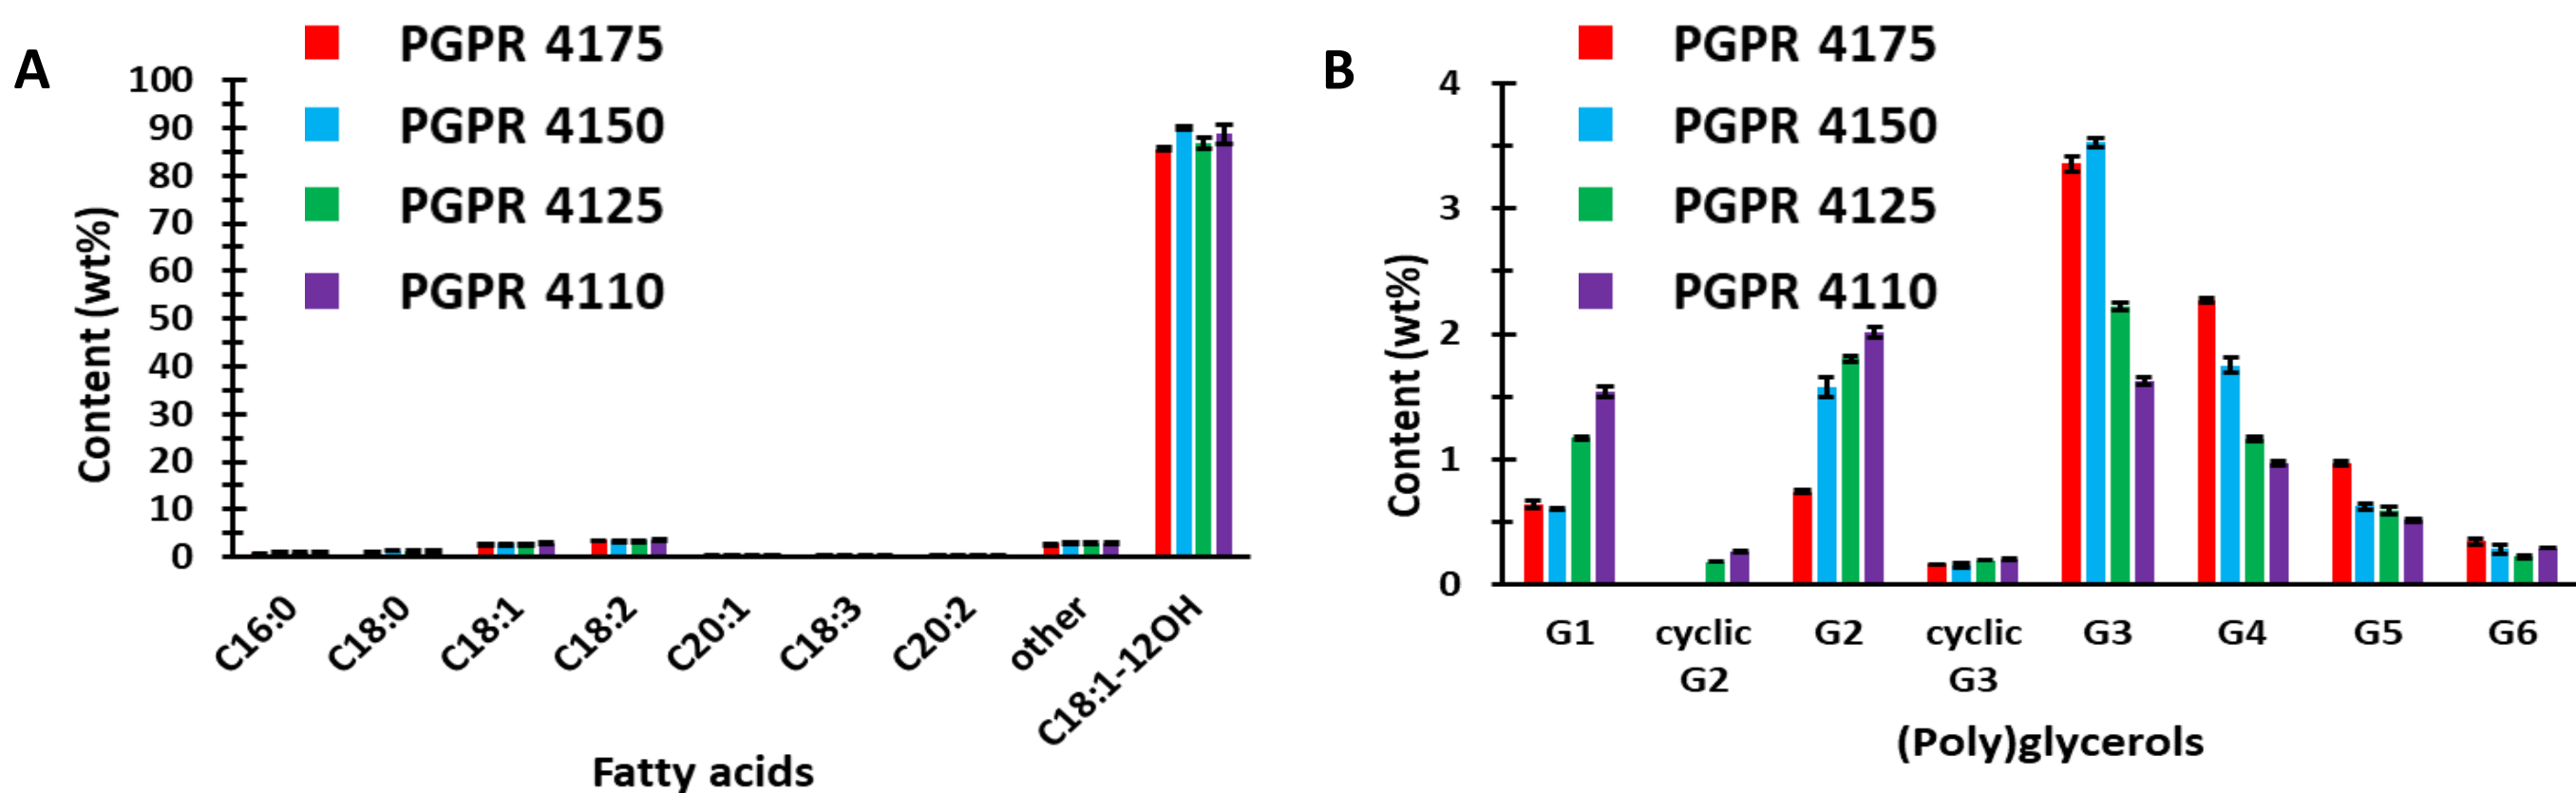 A
PGPR 4175
PGPR 4150
PGPR 4125
PGPR 4110
100
90
80
70
60
50
40
30
20
10
0
Content (wt%)
C16:0
C18:0
C18:1
C18:2
C20:1
C18:3
C20:2
other
C18:1-12OH
Fatty acids
B
PGPR 4175
PGPR 4150
PGPR 4125
PGPR 4110
4
3
2
1
0
Content (wt%)
G1
cyclic
G2
G2
cyclic
G3
G3
G4
G5
G6
(Poly)glycerols